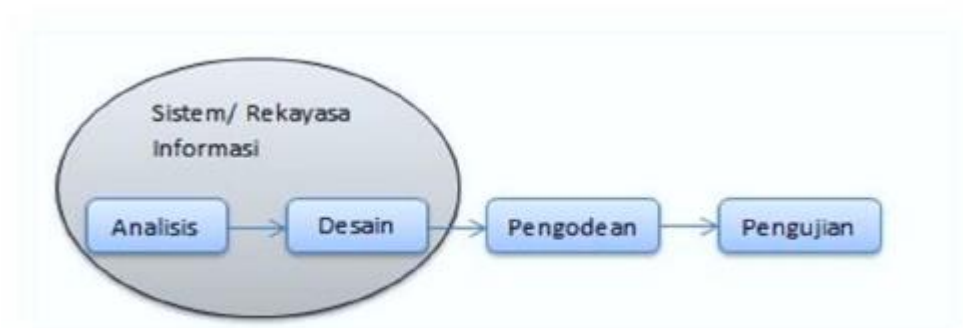 Sistem/ Rekayasa
Informasi
Analisis
Desain
Pengodean
Pengujian